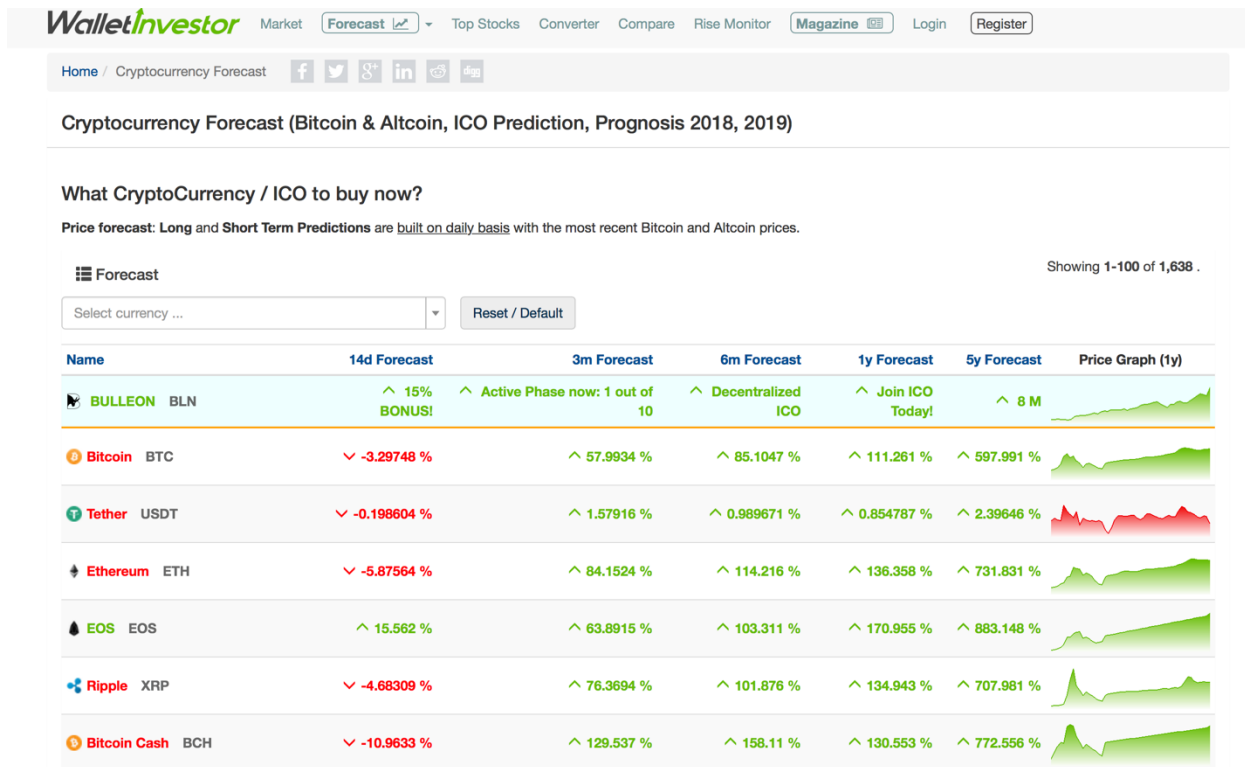 WalletInvestor Market Forecast Top Stocks Converter Compare Rise Monitor Magazine Login Register
Home / Cryptocurrency Forecast f g+ in digg
Cryptocurrency Forecast (Bitcoin & Altcoin, ICO Prediction, Prognosis 2018, 2019)
What CryptoCurrency / ICO to buy now?
Price forecast: Long and Short Term Predictions are built on daily basis with the most recent Bitcoin and Altcoin prices.
Showing 1-100 of 1,638 .
Forecast
Select currency ... Reset / Default
Name 14d Forecast 3m Forecast 6m Forecast 1y Forecast 5y Forecast Price Graph (1y)
BULLEON BLN 15% BONUS! Active Phase now: 1 out of 10 Decentralized ICO Join ICO Today! 8 M
Bitcoin BTC -3.29748 % 57.9934 % 85.1047 % 111.261 % 597.991 %
Tether USDT -0.198604 % 1.57916 % 0.989671 % 0.854787 % 2.39646 %
Ethereum ETH -5.87564 % 84.1524 % 114.216 % 136.358 % 731.831 %
EOS EOS 15.562 % 63.8915 % 103.311 % 170.955 % 883.148 %
Ripple XRP -4.68309 % 76.3694 % 101.876 % 134.943 % 707.981 %
Bitcoin Cash BCH -10.9633 % 129.537 % 158.11 % 130.553 % 772.556 %